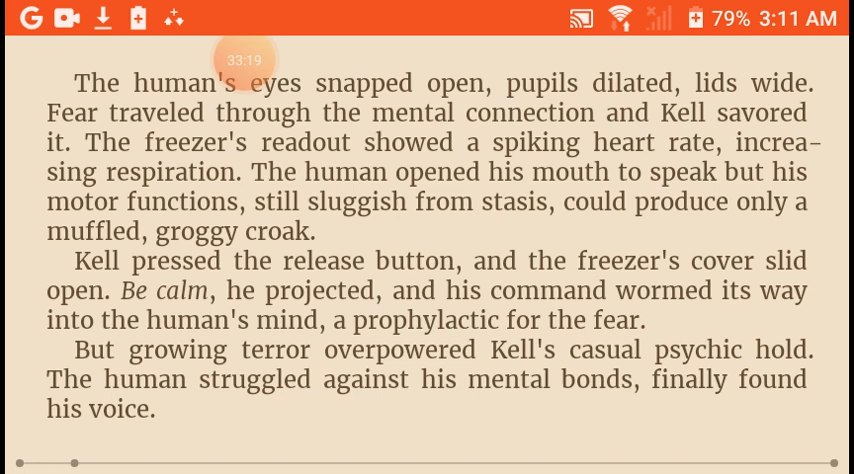 79% 3:11 AM
33:19
The human's eyes snapped open, pupils dilated, lids wide.
Fear traveled through the mental connection and Kell savored
it. The freezer's readout showed a spiking heart rate, increa-
sing respiration. The human opened his mouth to speak but his
motor functions, still sluggish from stasis, could produce only a
muffled, groggy croak.
Kell pressed the release button, and the freezer's cover slid
open. Be calm, he projected, and his command wormed its way
into the human's mind, a prophylactic for the fear.
But growing terror overpowered Kell's casual psychic hold.
The human struggled against his mental bonds, finally found
his voice.